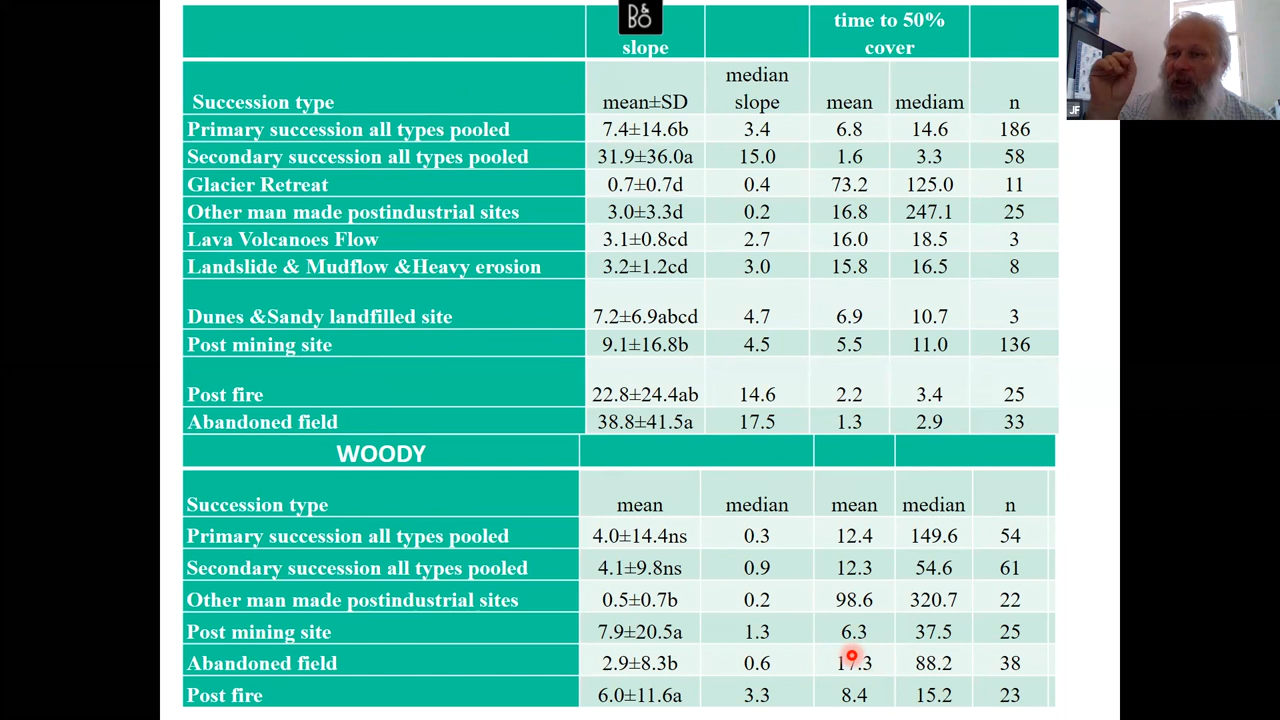 B&O
time to 50%
slope cover
median
Succession type mean±SD slope mean mediam n
Primary succession all types pooled 7.4±14.6b 3.4 6.8 14.6 186
Secondary succession all types pooled 31.9±36.0a 15.0 1.6 3.3 58
Glacier Retreat 0.7±0.7d 0.4 73.2 125.0 11
Other man made postindustrial sites 3.0±3.3d 0.2 16.8 247.1 25
Lava Volcanoes Flow 3.1±0.8cd 2.7 16.0 18.5 3
Landslide & Mudflow &Heavy erosion 3.2±1.2cd 3.0 15.8 16.5 8
Dunes &Sandy landfilled site 7.2±6.9abcd 4.7 6.9 10.7 3
Post mining site 9.1±16.8b 4.5 5.5 11.0 136
Post fire 22.8±24.4ab 14.6 2.2 3.4 25
Abandoned field 38.8±41.5a 17.5 1.3 2.9 33
WOODY
Succession type mean median mean median n
Primary succession all types pooled 4.0±14.4ns 0.3 12.4 149.6 54
Secondary succession all types pooled 4.1±9.8ns 0.9 12.3 54.6 61
Other man made postindustrial sites 0.5±0.7b 0.2 98.6 320.7 22
Post mining site 7.9±20.5a 1.3 6.3 37.5 25
Abandoned field 2.9±8.3b 0.6 17.3 88.2 38
Post fire 6.0±11.6a 3.3 8.4 15.2 23
JF